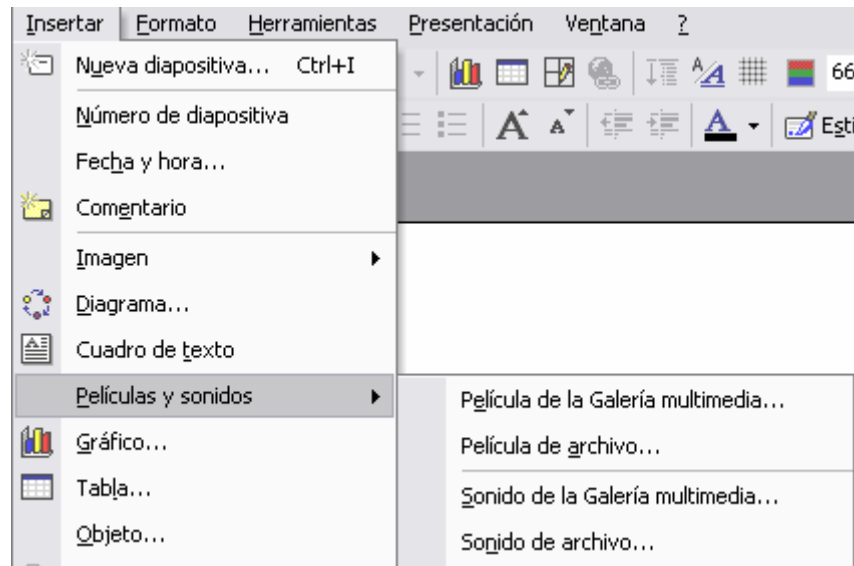 Insertar Formato Herramientas Presentación Ventana ?
Nueva diapositiva... Ctrl+I
66
Número de diapositiva
Esti
Fecha y hora...
Comentario
Imagen
Diagrama...
Cuadro de texto
Películas y sonidos
Película de la Galería multimedia...
Gráfico...
Película de archivo...
Tabla...
Sonido de la Galería multimedia...
Objeto...
Sonido de archivo...